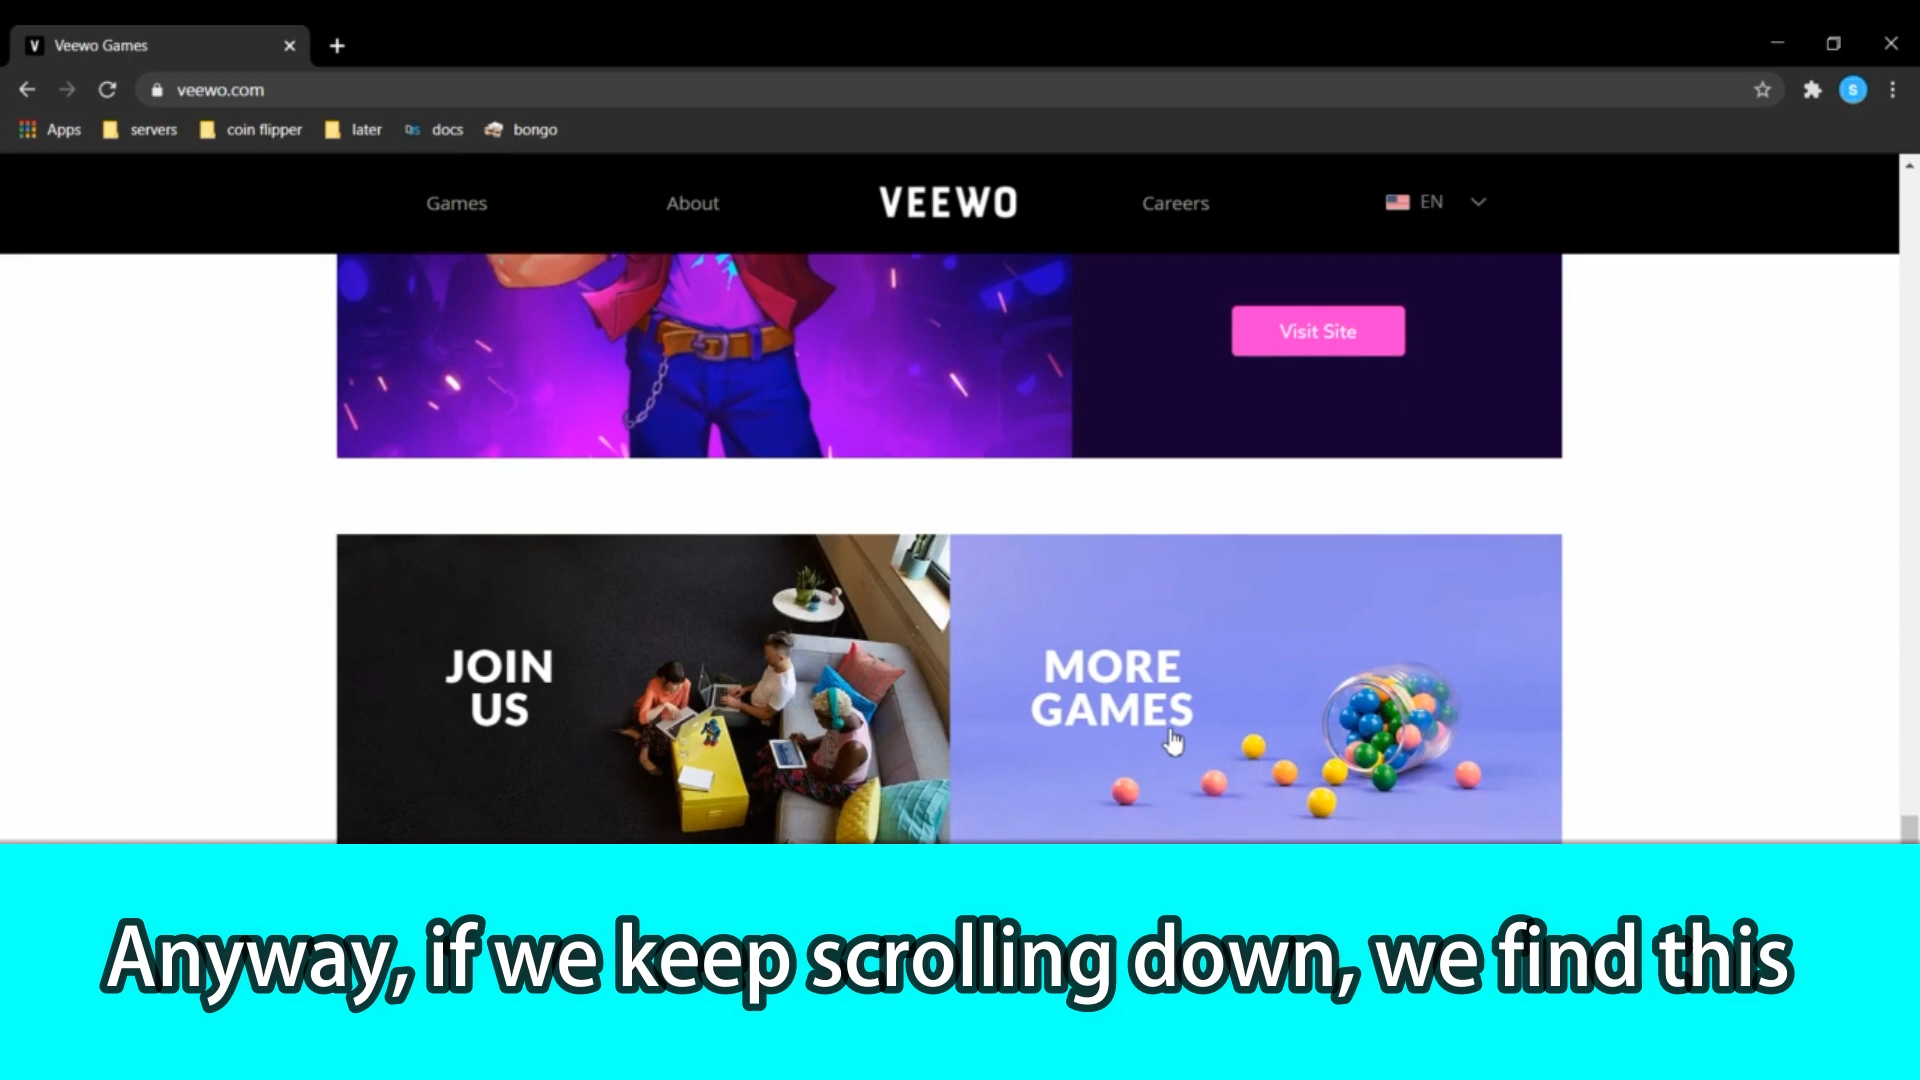 V Veewo Games
veewo.com
S
Apps servers coin flipper later DJS docs bongo
Games About VEEWO Careers EN
Visit Site
JOIN
US
MORE
GAMES
Anyway, if we keep scrolling down, we find this